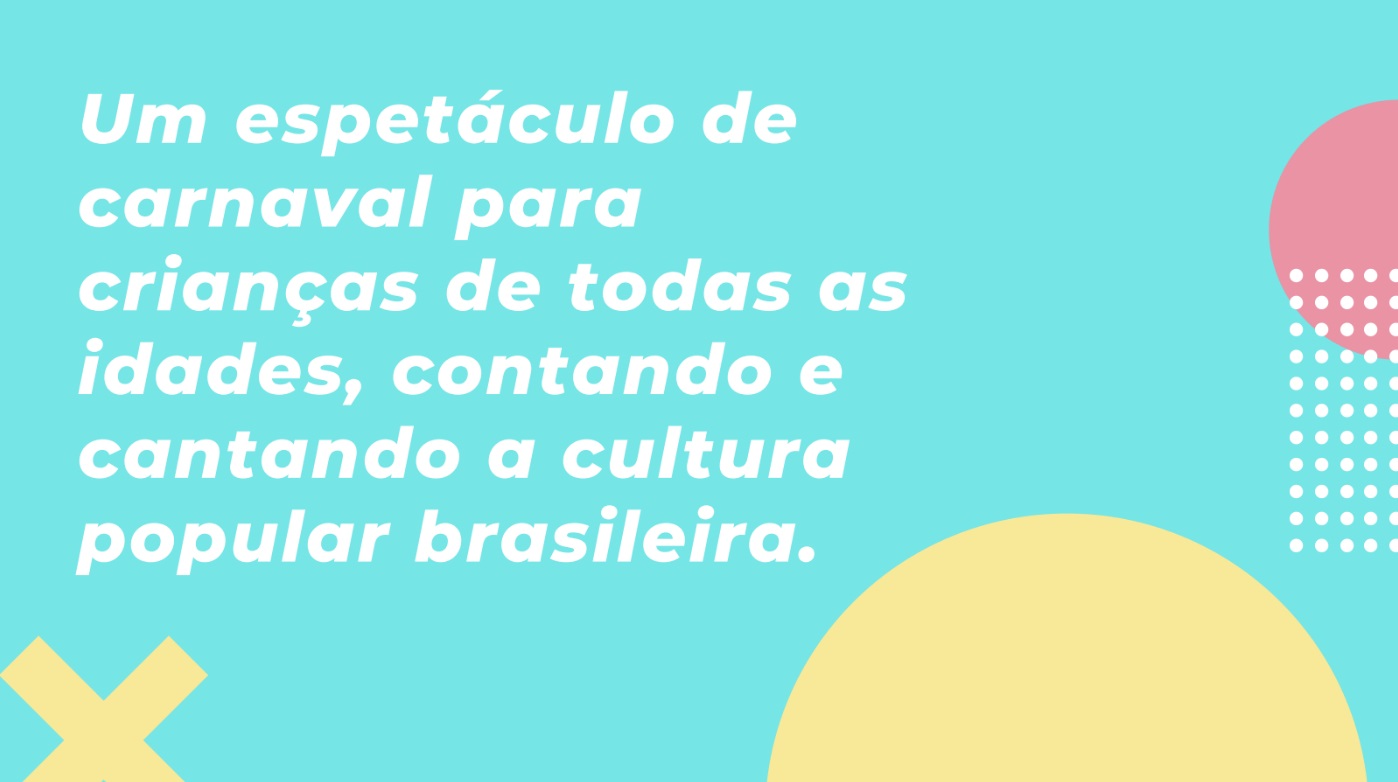 Um espetáculo de
carnaval para
crianças de todas as
idades, contando e
cantando a cultura
popular brasileira.